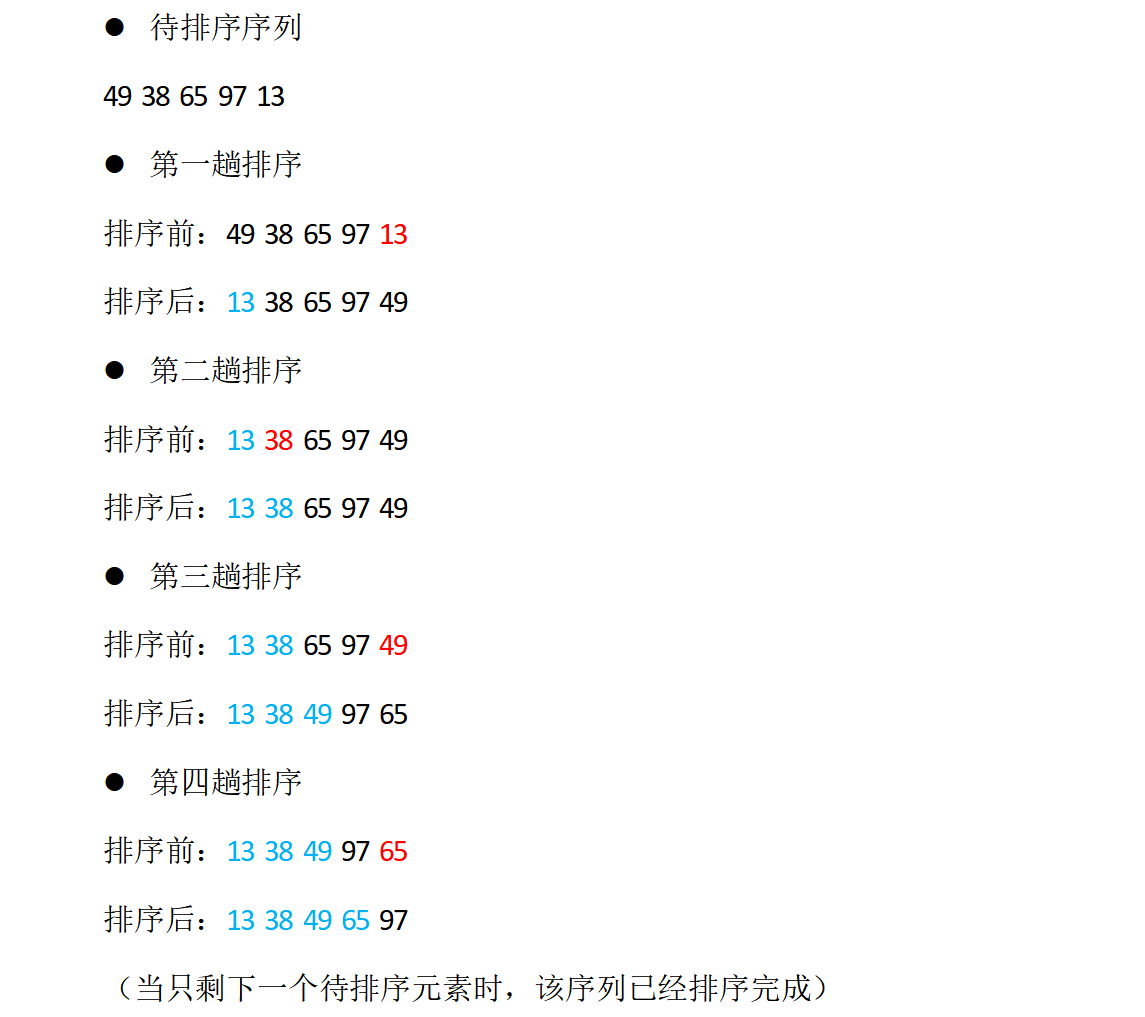 ● 待排序序列
49 38 65 97 13
● 第一趟排序
排序前：49 38 65 97 13
排序后：13 38 65 97 49
● 第二趟排序
排序前：13 38 65 97 49
排序后：13 38 65 97 49
● 第三趟排序
排序前：13 38 65 97 49
排序后：13 38 49 97 65
● 第四趟排序
排序前：13 38 49 97 65
排序后：13 38 49 65 97
（当只剩下一个待排序元素时，该序列已经排序完成）